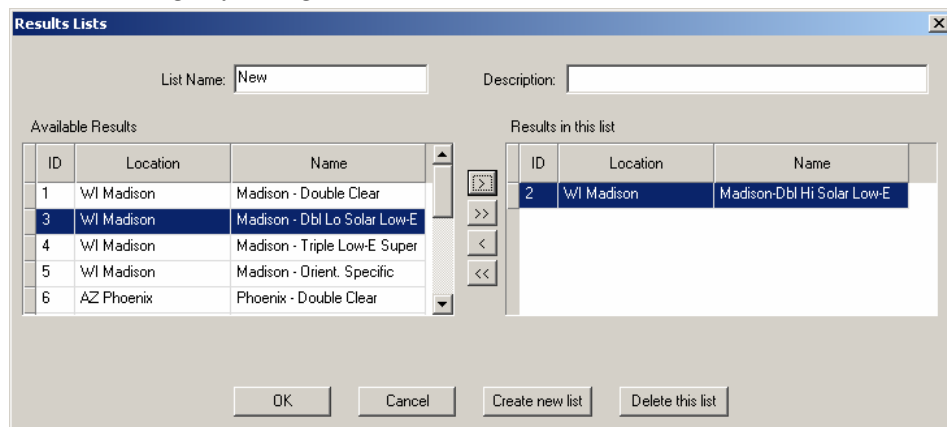 Results Lists
List Name: New Description:
Available Results Results in this list
ID Location Name ID Location Name
1 WI Madison Madison - Double Clear > 2 WI Madison Madison-Dbl Hi Solar Low-E
3 WI Madison Madison - Dbl Lo Solar Low-E >>
4 WI Madison Madison - Triple Low-E Super <
5 WI Madison Madison - Orient. Specific <<
6 AZ Phoenix Phoenix - Double Clear
OK Cancel Create new list Delete this list